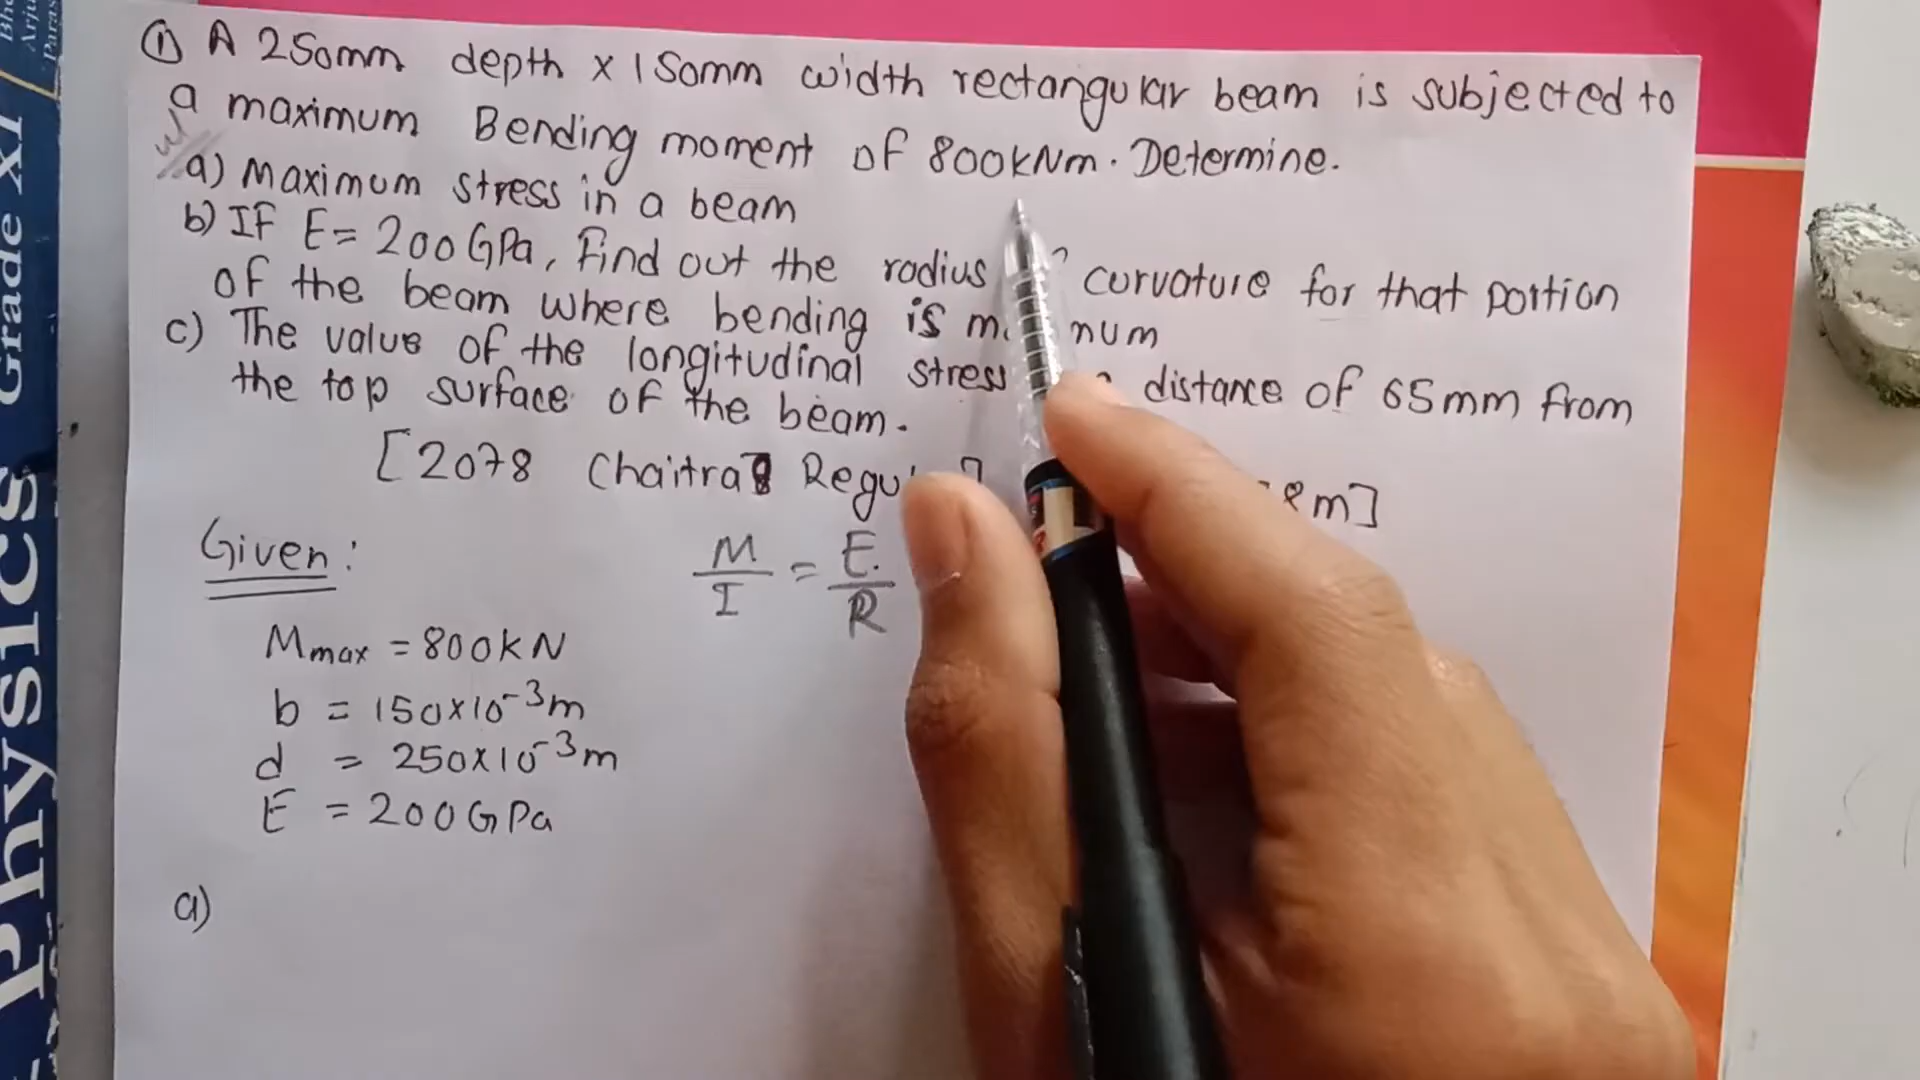 ① A 250mm depth x 150mm width rectangular beam is subjected to
a maximum Bending moment of 800kNm. Determine.
a) Maximum stress in a beam
b) If E = 200GPa, Find out the radius curvature for that portion
of the beam where bending is
c) The value of the longitudinal stress distance of 65mm from
the top surface of the beam.
[2078 Chaitra
Given:
M/I = E/R
Mmax = 800kN
b = 150x10⁻³m
d = 250x10⁻³m
E = 200GPa
a)
Physics Grade XI